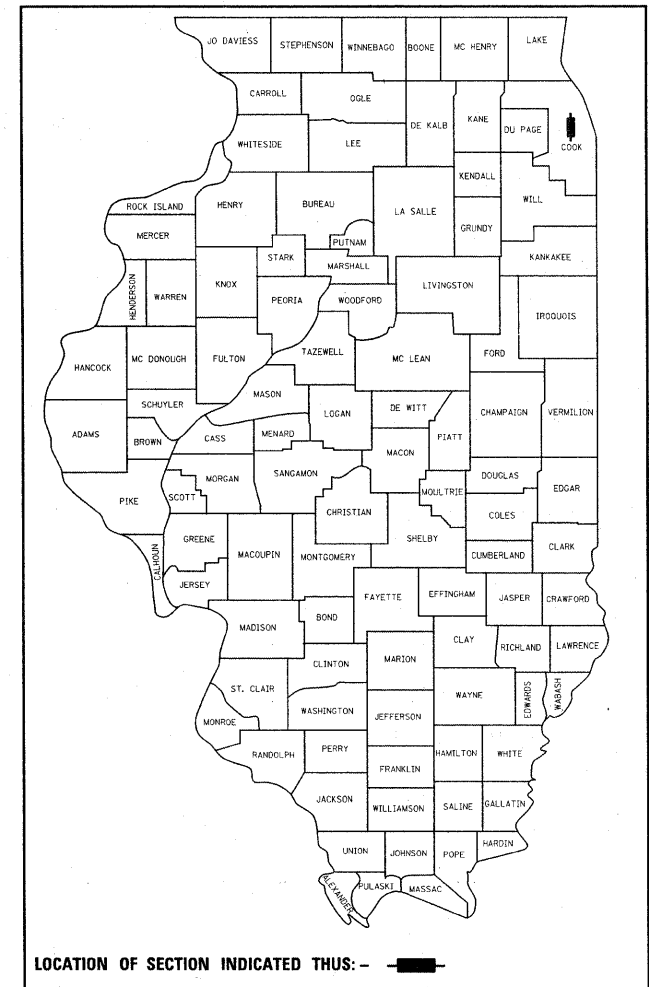 JO DAVIESS
STEPHENSON
WINNEBAGO
BOONE
MC HENRY
LAKE
CARROLL
OGLE
DE KALB
KANE
DU PAGE
COOK
WHITESIDE
LEE
KENDALL
WILL
ROCK ISLAND
HENRY
BUREAU
LA SALLE
GRUNDY
MERCER
PUTNAM
KANKAKEE
STARK
MARSHALL
HENDERSON
WARREN
KNOX
PEORIA
WOODFORD
LIVINGSTON
IROQUOIS
HANCOCK
MC DONOUGH
FULTON
TAZEWELL
MC LEAN
FORD
MASON
SCHUYLER
LOGAN
DE WITT
CHAMPAIGN
VERMILION
ADAMS
BROWN
CASS
MENARD
PIATT
MACON
SANGAMON
MORGAN
PIKE
SCOTT
CHRISTIAN
MOULTRIE
DOUGLAS
EDGAR
COLES
GREENE
MACOUPIN
MONTGOMERY
SHELBY
CUMBERLAND
CLARK
CALHOUN
JERSEY
FAYETTE
EFFINGHAM
JASPER
CRAWFORD
MADISON
BOND
CLAY
RICHLAND
LAWRENCE
CLINTON
MARION
ST. CLAIR
WAYNE
EDWARDS
WABASH
WASHINGTON
JEFFERSON
MONROE
RANDOLPH
PERRY
HAMILTON
WHITE
FRANKLIN
JACKSON
WILLIAMSON
SALINE
GALLATIN
UNION
JOHNSON
POPE
HARDIN
ALEXANDER
PULASKI
MASSAC
LOCATION OF SECTION INDICATED THUS: -